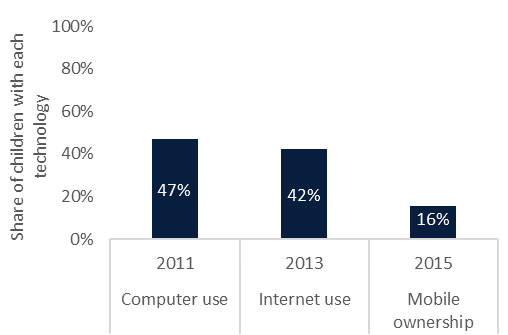 Share of children with each
technology
100%
80%
60%
40%
20%
0%
47%
42%
16%
2011
2013
2015
Computer use
Internet use
Mobile
ownership